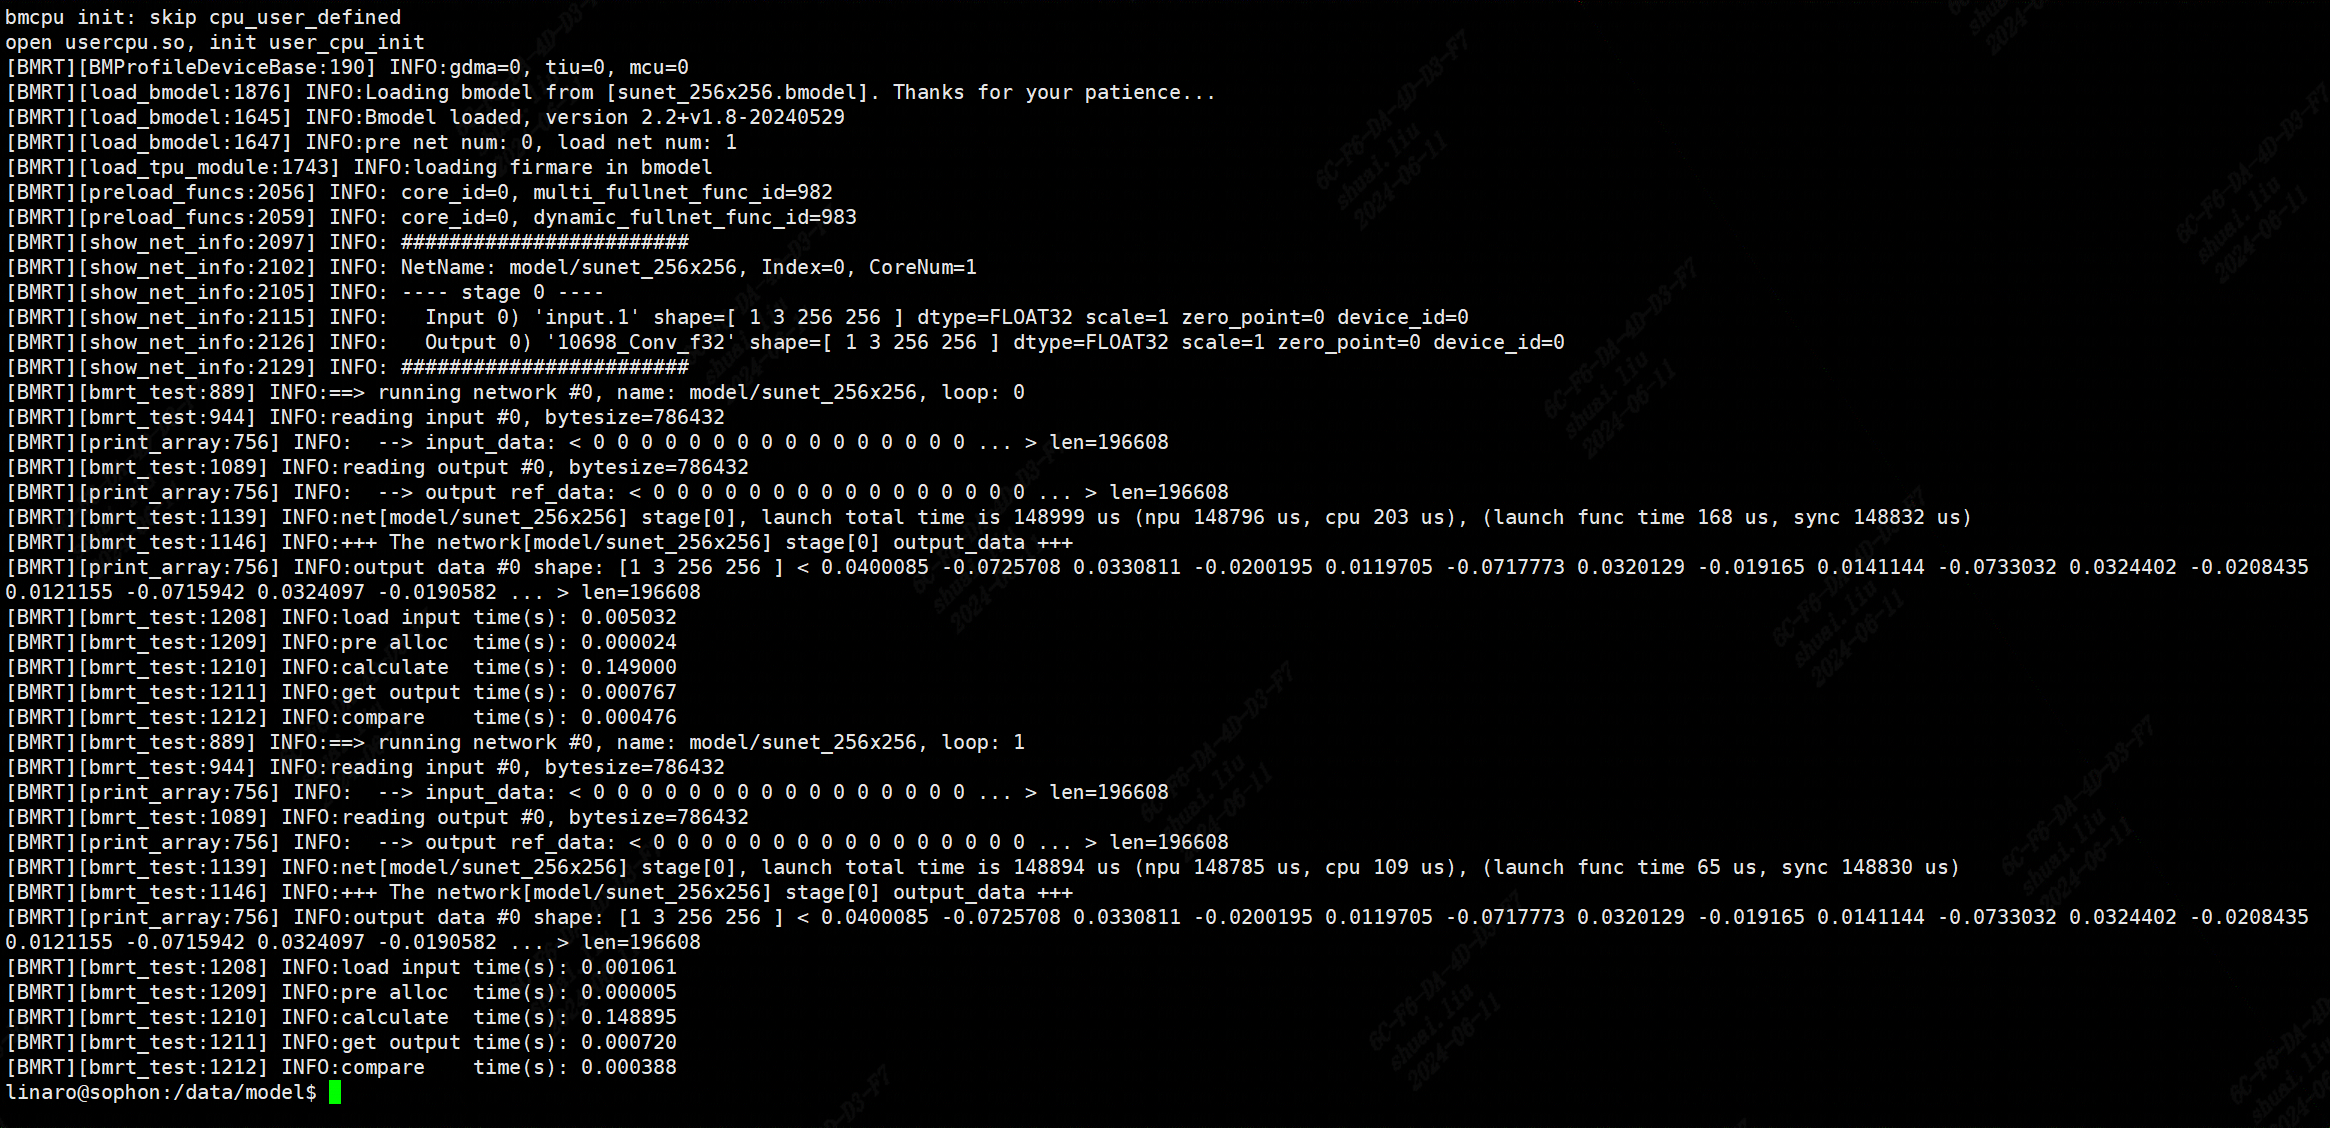 bmcpu init: skip cpu_user_defined
open usercpu.so, init user_cpu_init
[BMRT][BMProfileDeviceBase:190] INFO:gdma=0, tiu=0, mcu=0
[BMRT][load_bmodel:1876] INFO:Loading bmodel from [sunet_256x256.bmodel]. Thanks for your patience...
[BMRT][load_bmodel:1645] INFO:Bmodel loaded, version 2.2+v1.8-20240529
[BMRT][load_bmodel:1647] INFO:pre net num: 0, load net num: 1
[BMRT][load_tpu_module:1743] INFO:loading firmare in bmodel
[BMRT][preload_funcs:2056] INFO: core_id=0, multi_fullnet_func_id=982
[BMRT][preload_funcs:2059] INFO: core_id=0, dynamic_fullnet_func_id=983
[BMRT][show_net_info:2097] INFO: ########################
[BMRT][show_net_info:2102] INFO: NetName: model/sunet_256x256, Index=0, CoreNum=1
[BMRT][show_net_info:2105] INFO: ---- stage 0 ----
[BMRT][show_net_info:2115] INFO:   Input 0) 'input.1' shape=[ 1 3 256 256 ] dtype=FLOAT32 scale=1 zero_point=0 device_id=0
[BMRT][show_net_info:2126] INFO:   Output 0) '10698_Conv_f32' shape=[ 1 3 256 256 ] dtype=FLOAT32 scale=1 zero_point=0 device_id=0
[BMRT][show_net_info:2129] INFO: ########################
[BMRT][bmrt_test:889] INFO:==> running network #0, name: model/sunet_256x256, loop: 0
[BMRT][bmrt_test:944] INFO:reading input #0, bytesize=786432
[BMRT][print_array:756] INFO:  --> input_data: < 0 0 0 0 0 0 0 0 0 0 0 0 0 0 0 0 ... > len=196608
[BMRT][bmrt_test:1089] INFO:reading output #0, bytesize=786432
[BMRT][print_array:756] INFO:  --> output ref_data: < 0 0 0 0 0 0 0 0 0 0 0 0 0 0 0 0 ... > len=196608
[BMRT][bmrt_test:1139] INFO:net[model/sunet_256x256] stage[0], launch total time is 148999 us (npu 148796 us, cpu 203 us), (launch func time 168 us, sync 148832 us)
[BMRT][bmrt_test:1146] INFO:+++ The network[model/sunet_256x256] stage[0] output_data +++
[BMRT][print_array:756] INFO:output data #0 shape: [1 3 256 256 ] < 0.0400085 -0.0725708 0.0330811 -0.0200195 0.0119705 -0.0717773 0.0320129 -0.019165 0.0141144 -0.0733032 0.0324402 -0.0208435
0.0121155 -0.0715942 0.0324097 -0.0190582 ... > len=196608
[BMRT][bmrt_test:1208] INFO:load input time(s): 0.005032
[BMRT][bmrt_test:1209] INFO:pre alloc  time(s): 0.000024
[BMRT][bmrt_test:1210] INFO:calculate  time(s): 0.149000
[BMRT][bmrt_test:1211] INFO:get output time(s): 0.000767
[BMRT][bmrt_test:1212] INFO:compare    time(s): 0.000476
[BMRT][bmrt_test:889] INFO:==> running network #0, name: model/sunet_256x256, loop: 1
[BMRT][bmrt_test:944] INFO:reading input #0, bytesize=786432
[BMRT][print_array:756] INFO:  --> input_data: < 0 0 0 0 0 0 0 0 0 0 0 0 0 0 0 0 ... > len=196608
[BMRT][bmrt_test:1089] INFO:reading output #0, bytesize=786432
[BMRT][print_array:756] INFO:  --> output ref_data: < 0 0 0 0 0 0 0 0 0 0 0 0 0 0 0 0 ... > len=196608
[BMRT][bmrt_test:1139] INFO:net[model/sunet_256x256] stage[0], launch total time is 148894 us (npu 148785 us, cpu 109 us), (launch func time 65 us, sync 148830 us)
[BMRT][bmrt_test:1146] INFO:+++ The network[model/sunet_256x256] stage[0] output_data +++
[BMRT][print_array:756] INFO:output data #0 shape: [1 3 256 256 ] < 0.0400085 -0.0725708 0.0330811 -0.0200195 0.0119705 -0.0717773 0.0320129 -0.019165 0.0141144 -0.0733032 0.0324402 -0.0208435
0.0121155 -0.0715942 0.0324097 -0.0190582 ... > len=196608
[BMRT][bmrt_test:1208] INFO:load input time(s): 0.001061
[BMRT][bmrt_test:1209] INFO:pre alloc  time(s): 0.000005
[BMRT][bmrt_test:1210] INFO:calculate  time(s): 0.148895
[BMRT][bmrt_test:1211] INFO:get output time(s): 0.000720
[BMRT][bmrt_test:1212] INFO:compare    time(s): 0.000388
linaro@sophon:/data/model$
6C-F6-DA-4D-D3-F7
shuai.liu
2024-06-11